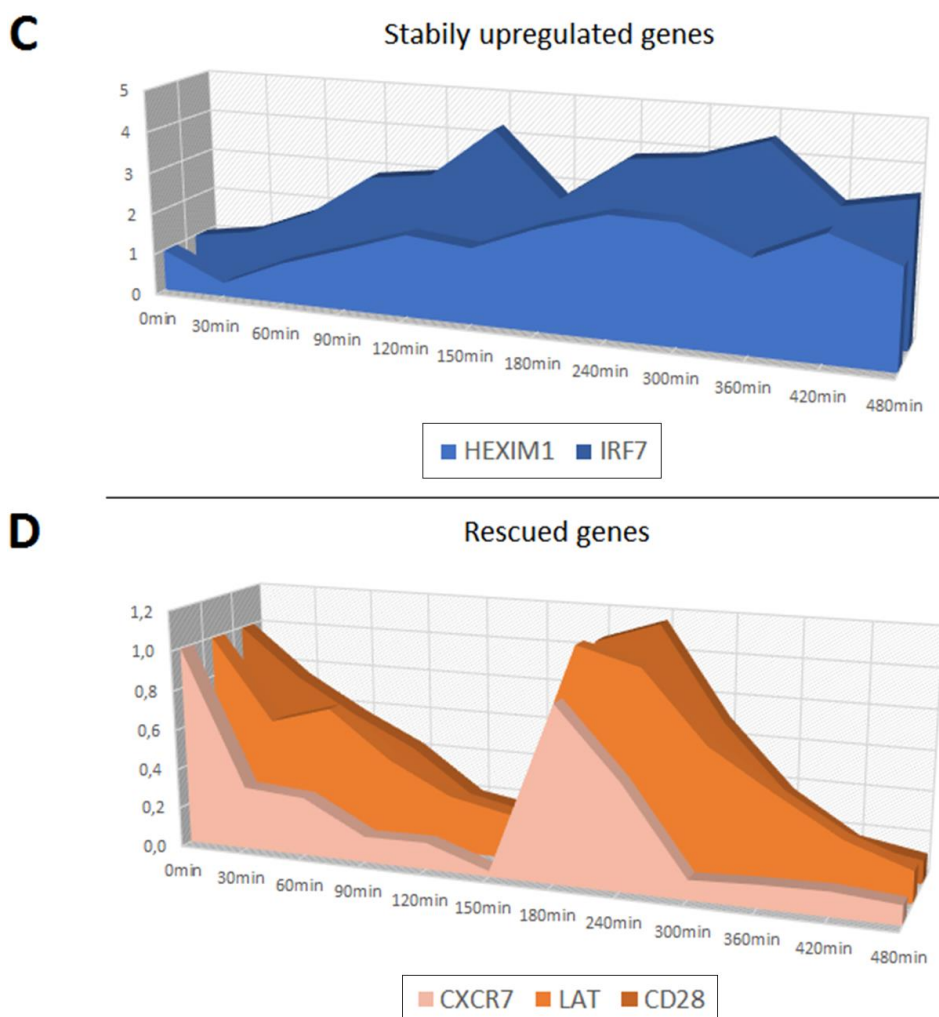 C
Stabily upregulated genes
5
4
3
2
1
0
0min
30min
60min
90min
120min
150min
180min
240min
300min
360min
420min
480min
HEXIM1 IRF7
D
Rescued genes
1,2
1,0
0,8
0,6
0,4
0,2
0,0
0min
30min
60min
90min
120min
150min
180min
240min
300min
360min
420min
480min
CXCR7 LAT CD28